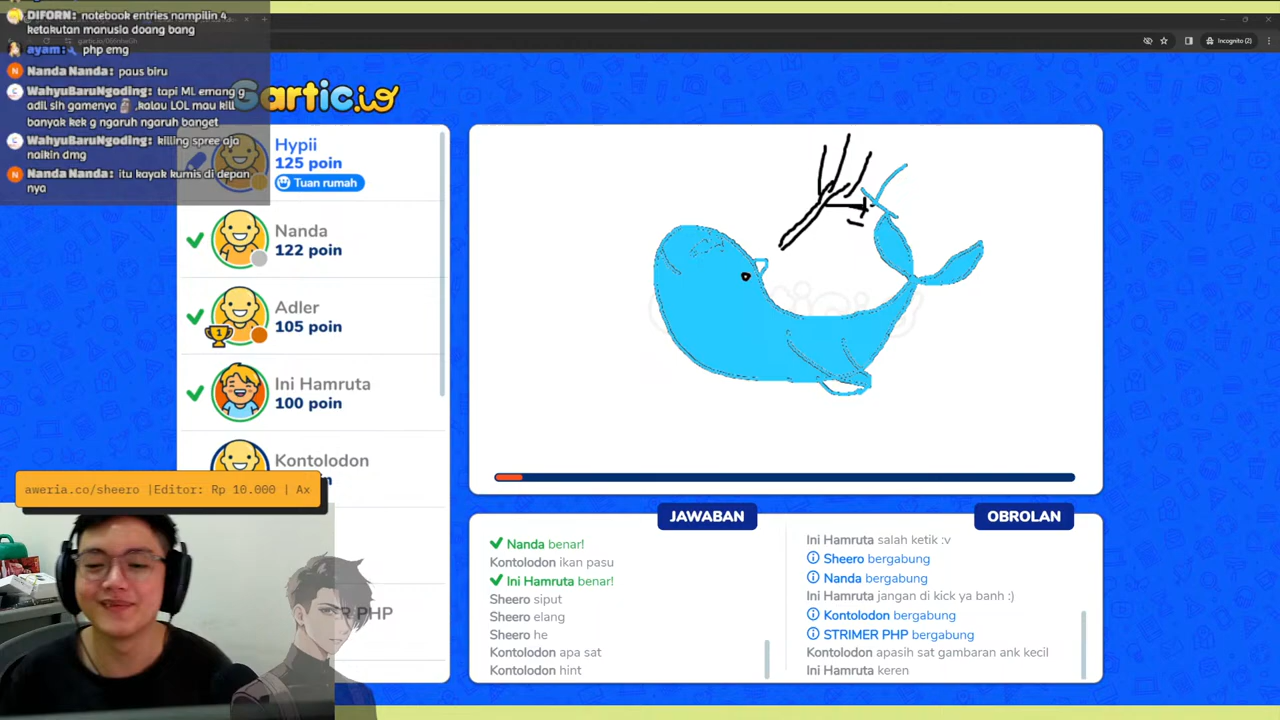 DIFORN: notebook entries nampilin 4
ketakutan manusia doang bang
ayam: php emg
Nanda Nanda: paus biru
WahyuBaruNgoding: tapi ML emang g
adil sih gamenya ,kalau LOL mau kill
banyak kek g ngaruh ngaruh banget
WahyuBaruNgoding: killing spree aja
naikin dmg
Nanda Nanda: itu kayak kumis di depan
nya
Incognito (2)
Gartic.io
Hypii
125 poin
Tuan rumah
Nanda
122 poin
Adler
1
105 poin
Ini Hamruta
100 poin
Kontolodon
aweria.co/sheero |Editor: Rp 10.000 | Ax
R PHP
JAWABAN
Nanda benar!
Kontolodon ikan pasu
Ini Hamruta benar!
Sheero siput
Sheero elang
Sheero he
Kontolodon apa sat
Kontolodon hint
OBROLAN
Ini Hamruta salah ketik :v
Sheero bergabung
Nanda bergabung
Ini Hamruta jangan di kick ya banh :)
Kontolodon bergabung
STRIMER PHP bergabung
Kontolodon apasih sat gambaran ank kecil
Ini Hamruta keren